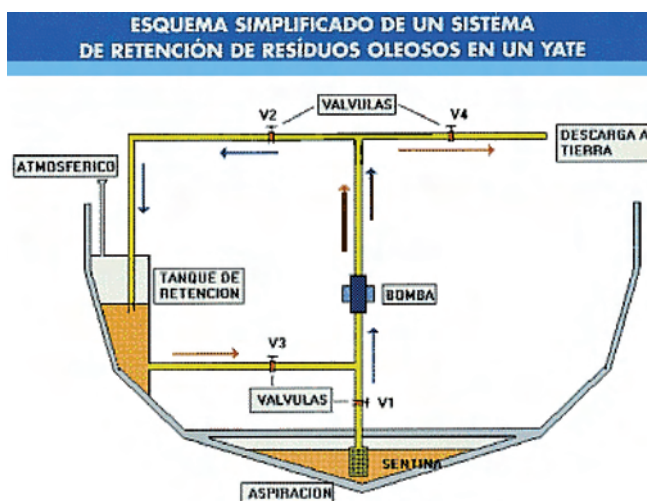 ESQUEMA SIMPLIFICADO DE UN SISTEMA
DE RETENCIÓN DE RESÍDUOS OLEOSOS EN UN YATE
V2
VALVULAS
V4
DESCARGA A
TIERRA
ATMOSFERICO
TANQUE DE
RETENCION
BOMBA
V3
VALVULAS
V1
SENTINA
ASPIRACION